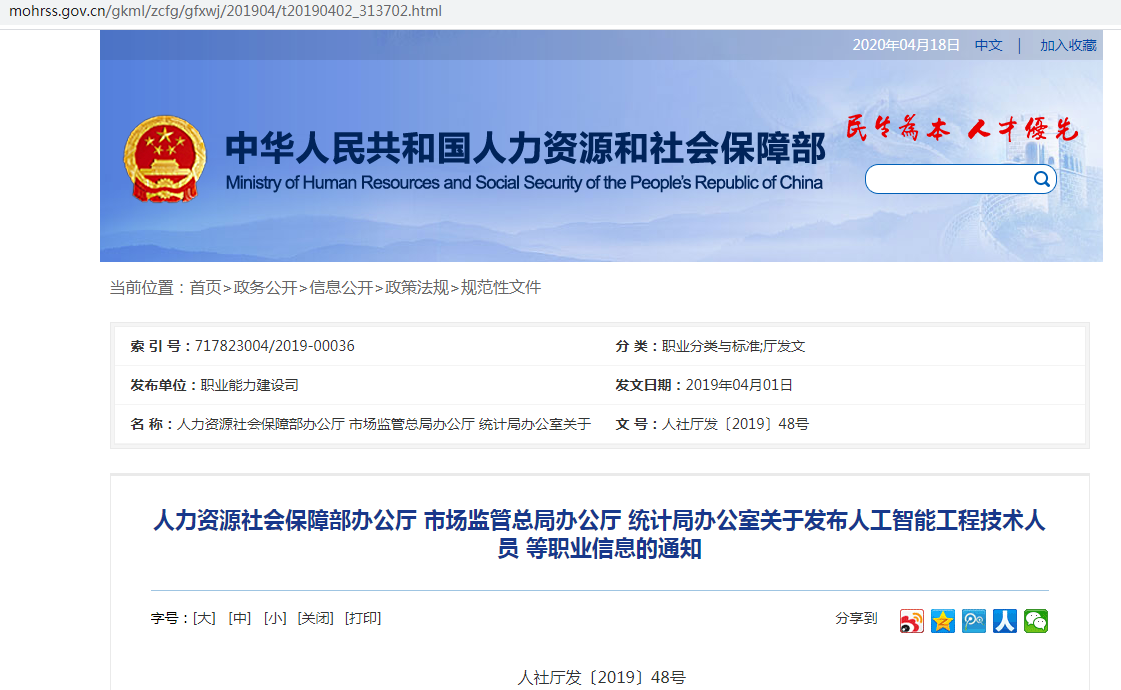 mohrss.gov.cn/gkml/zcfg/gfxwj/201904/t20190402_313702.html
2020年04月18日 中文 | 加入收藏
民生为本 人才優先
中华人民共和国人力资源和社会保障部
Ministry of Human Resources and Social Security of the People's Republic of China
当前位置：首页>政务公开>信息公开>政策法规>规范性文件
索 引 号：717823004/2019-00036 分 类：职业分类与标准;厅发文
发布单位：职业能力建设司 发文日期：2019年04月01日
名 称：人力资源社会保障部办公厅 市场监管总局办公厅 统计局办公室关于 文 号：人社厅发〔2019〕48号
人力资源社会保障部办公厅 市场监管总局办公厅 统计局办公室关于发布人工智能工程技术人
员 等职业信息的通知
字号：[大] [中] [小] [关闭] [打印] 分享到
人社厅发〔2019〕48号